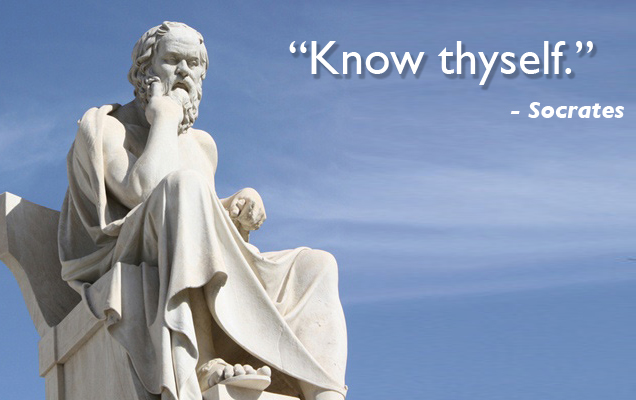 “Know thyself.”
- Socrates